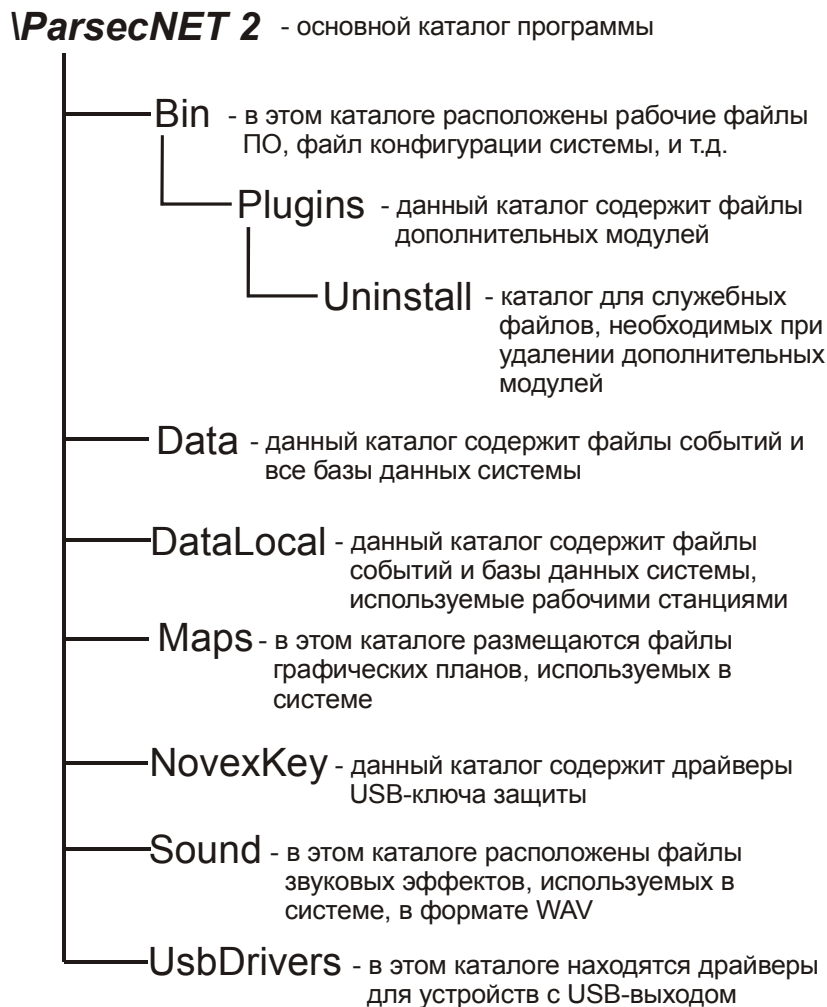 \ParsecNET 2 - основной каталог программы
Bin - в этом каталоге расположены рабочие файлы
ПО, файл конфигурации системы, и т.д.
Plugins - данный каталог содержит файлы
дополнительных модулей
Uninstall - каталог для служебных
файлов, необходимых при
удалении дополнительных
модулей
Data - данный каталог содержит файлы событий и
все базы данных системы
DataLocal - данный каталог содержит файлы
событий и базы данных системы,
используемые рабочими станциями
Maps - в этом каталоге размещаются файлы
графических планов, используемых в
системе
NovexKey - данный каталог содержит драйверы
USB-ключа защиты
Sound - в этом каталоге расположены файлы
звуковых эффектов, используемых в
системе, в формате WAV
UsbDrivers - в этом каталоге находятся драйверы
для устройств с USB-выходом